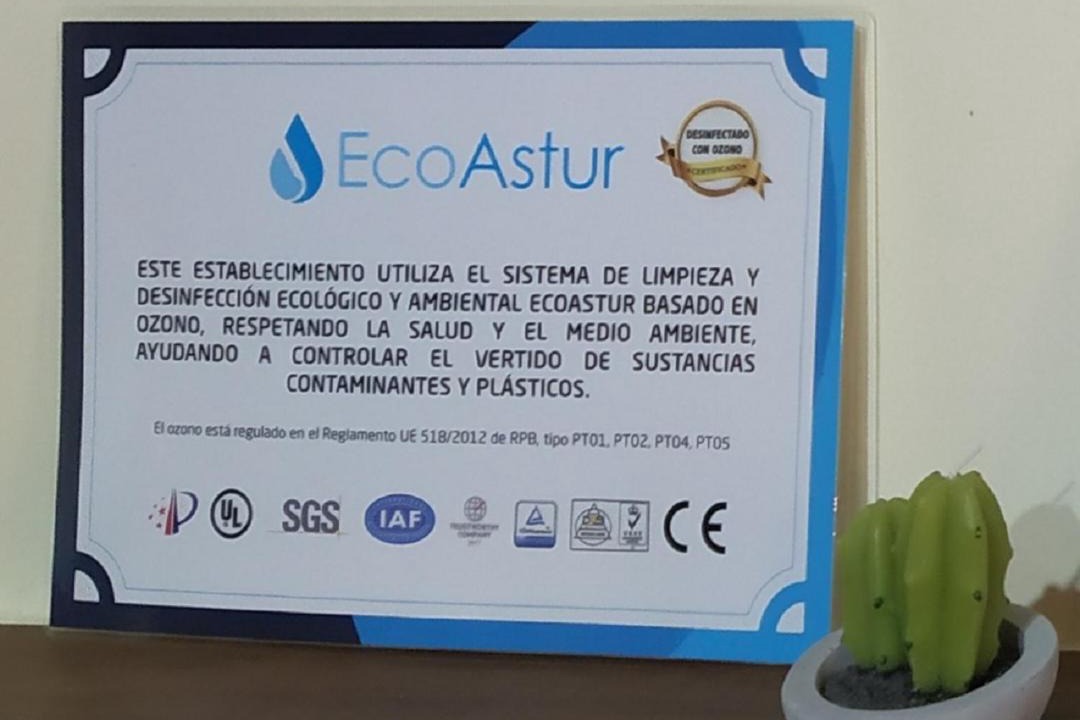 EcoAstur
DESINFECTADO
CON OZONO
CERTIFICADO
ESTE ESTABLECIMIENTO UTILIZA EL SISTEMA DE LIMPIEZA Y
DESINFECCIÓN ECOLÓGICO Y AMBIENTAL ECOASTUR BASADO EN
OZONO, RESPETANDO LA SALUD Y EL MEDIO AMBIENTE,
AYUDANDO A CONTROLAR EL VERTIDO DE SUSTANCIAS
CONTAMINANTES Y PLÁSTICOS.
El ozono está regulado en el Reglamento UE 518/2012 de RPB, tipo PT01, PT02, PT04, PT05
UL
SGS
IAF
TRUSTWORTHY
COMPANY
CE